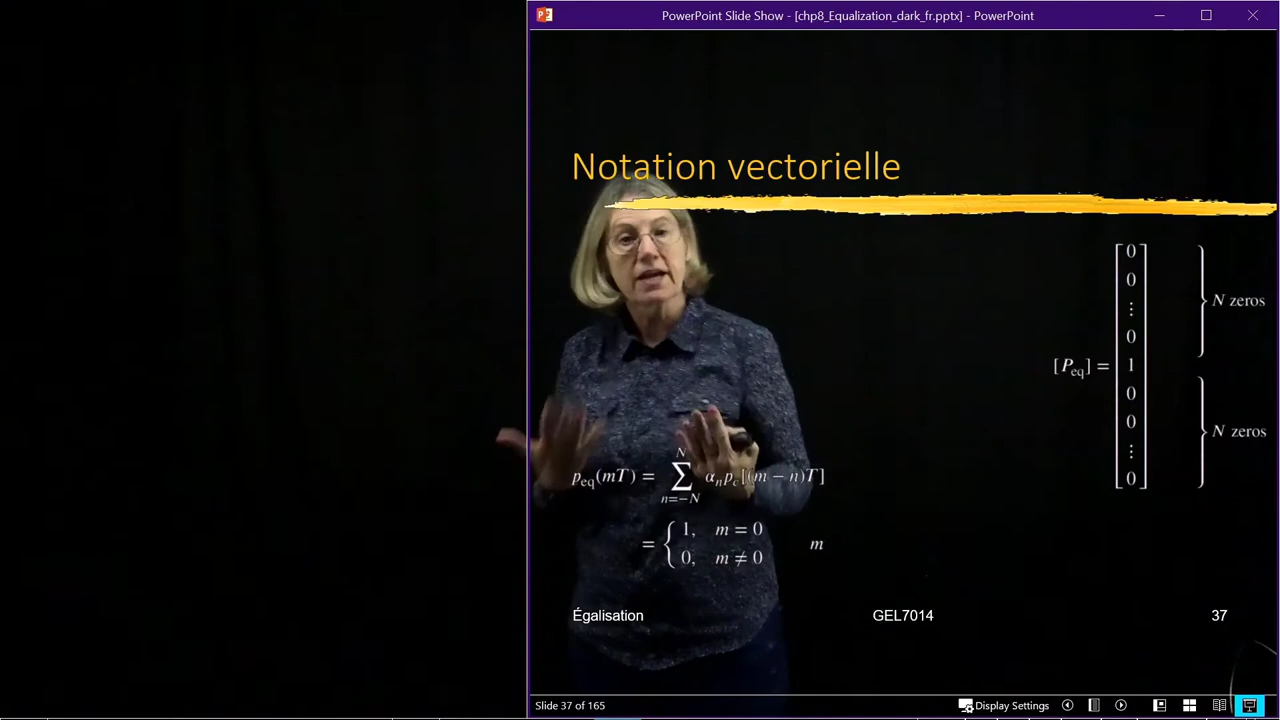 PowerPoint Slide Show - [chp8_Equalization_dark_fr.pptx] - PowerPoint
Notation vectorielle
[P_eq] = [0 0 ⋮ 0 1 0 0 ⋮ 0]
N zeros
N zeros
p_eq(mT) = ∑_{n=−N}^{N} α_n p_c[(m − n)T]
= { 1, m = 0
0, m ≠ 0 m
Égalisation GEL7014 37
Slide 37 of 165 Display Settings